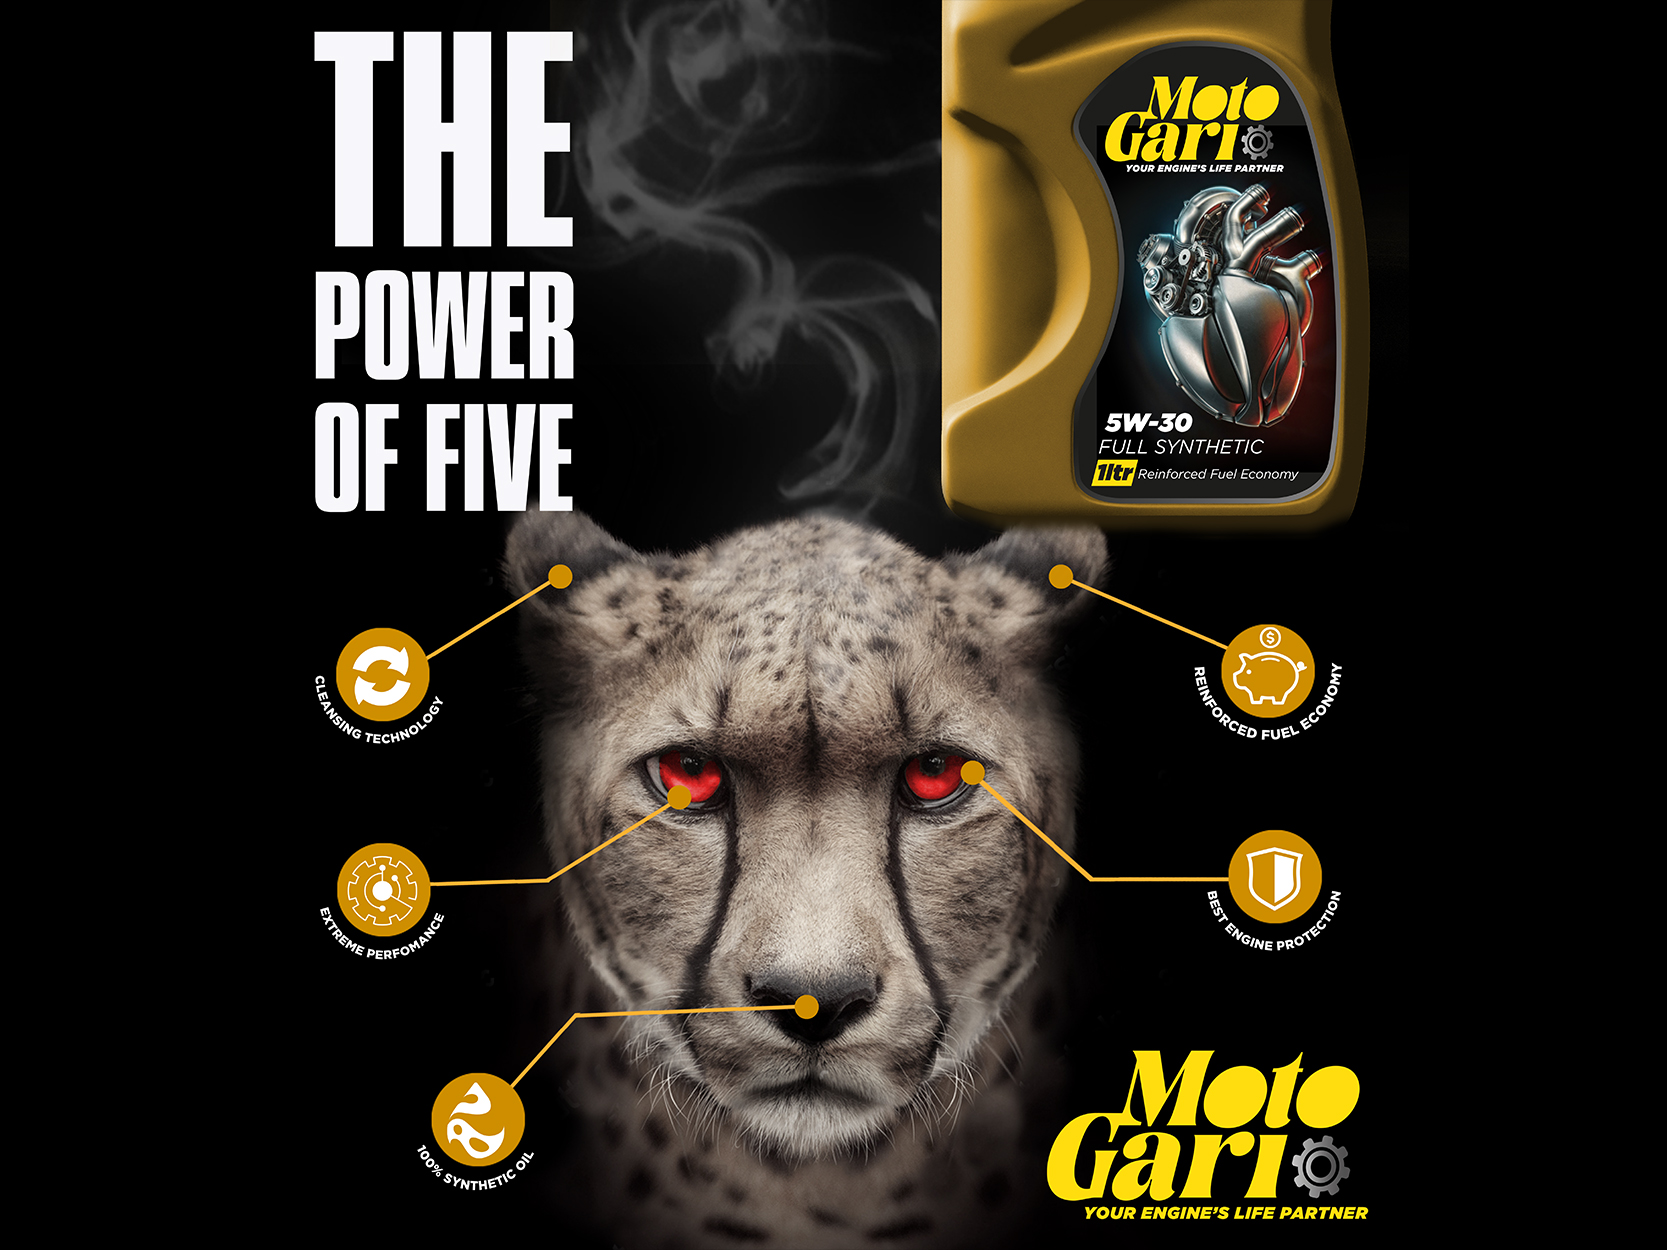 THE
POWER
OF FIVE
Moto
Gari
YOUR ENGINE'S LIFE PARTNER
5W-30
FULL SYNTHETIC
1ltr Reinforced Fuel Economy
CLEANSING TECHNOLOGY
$
REINFORCED FUEL ECONOMY
EXTREME PERFOMANCE
BEST ENGINE PROTECTION
100% SYNTHETIC OIL
Moto
Gari
YOUR ENGINE'S LIFE PARTNER